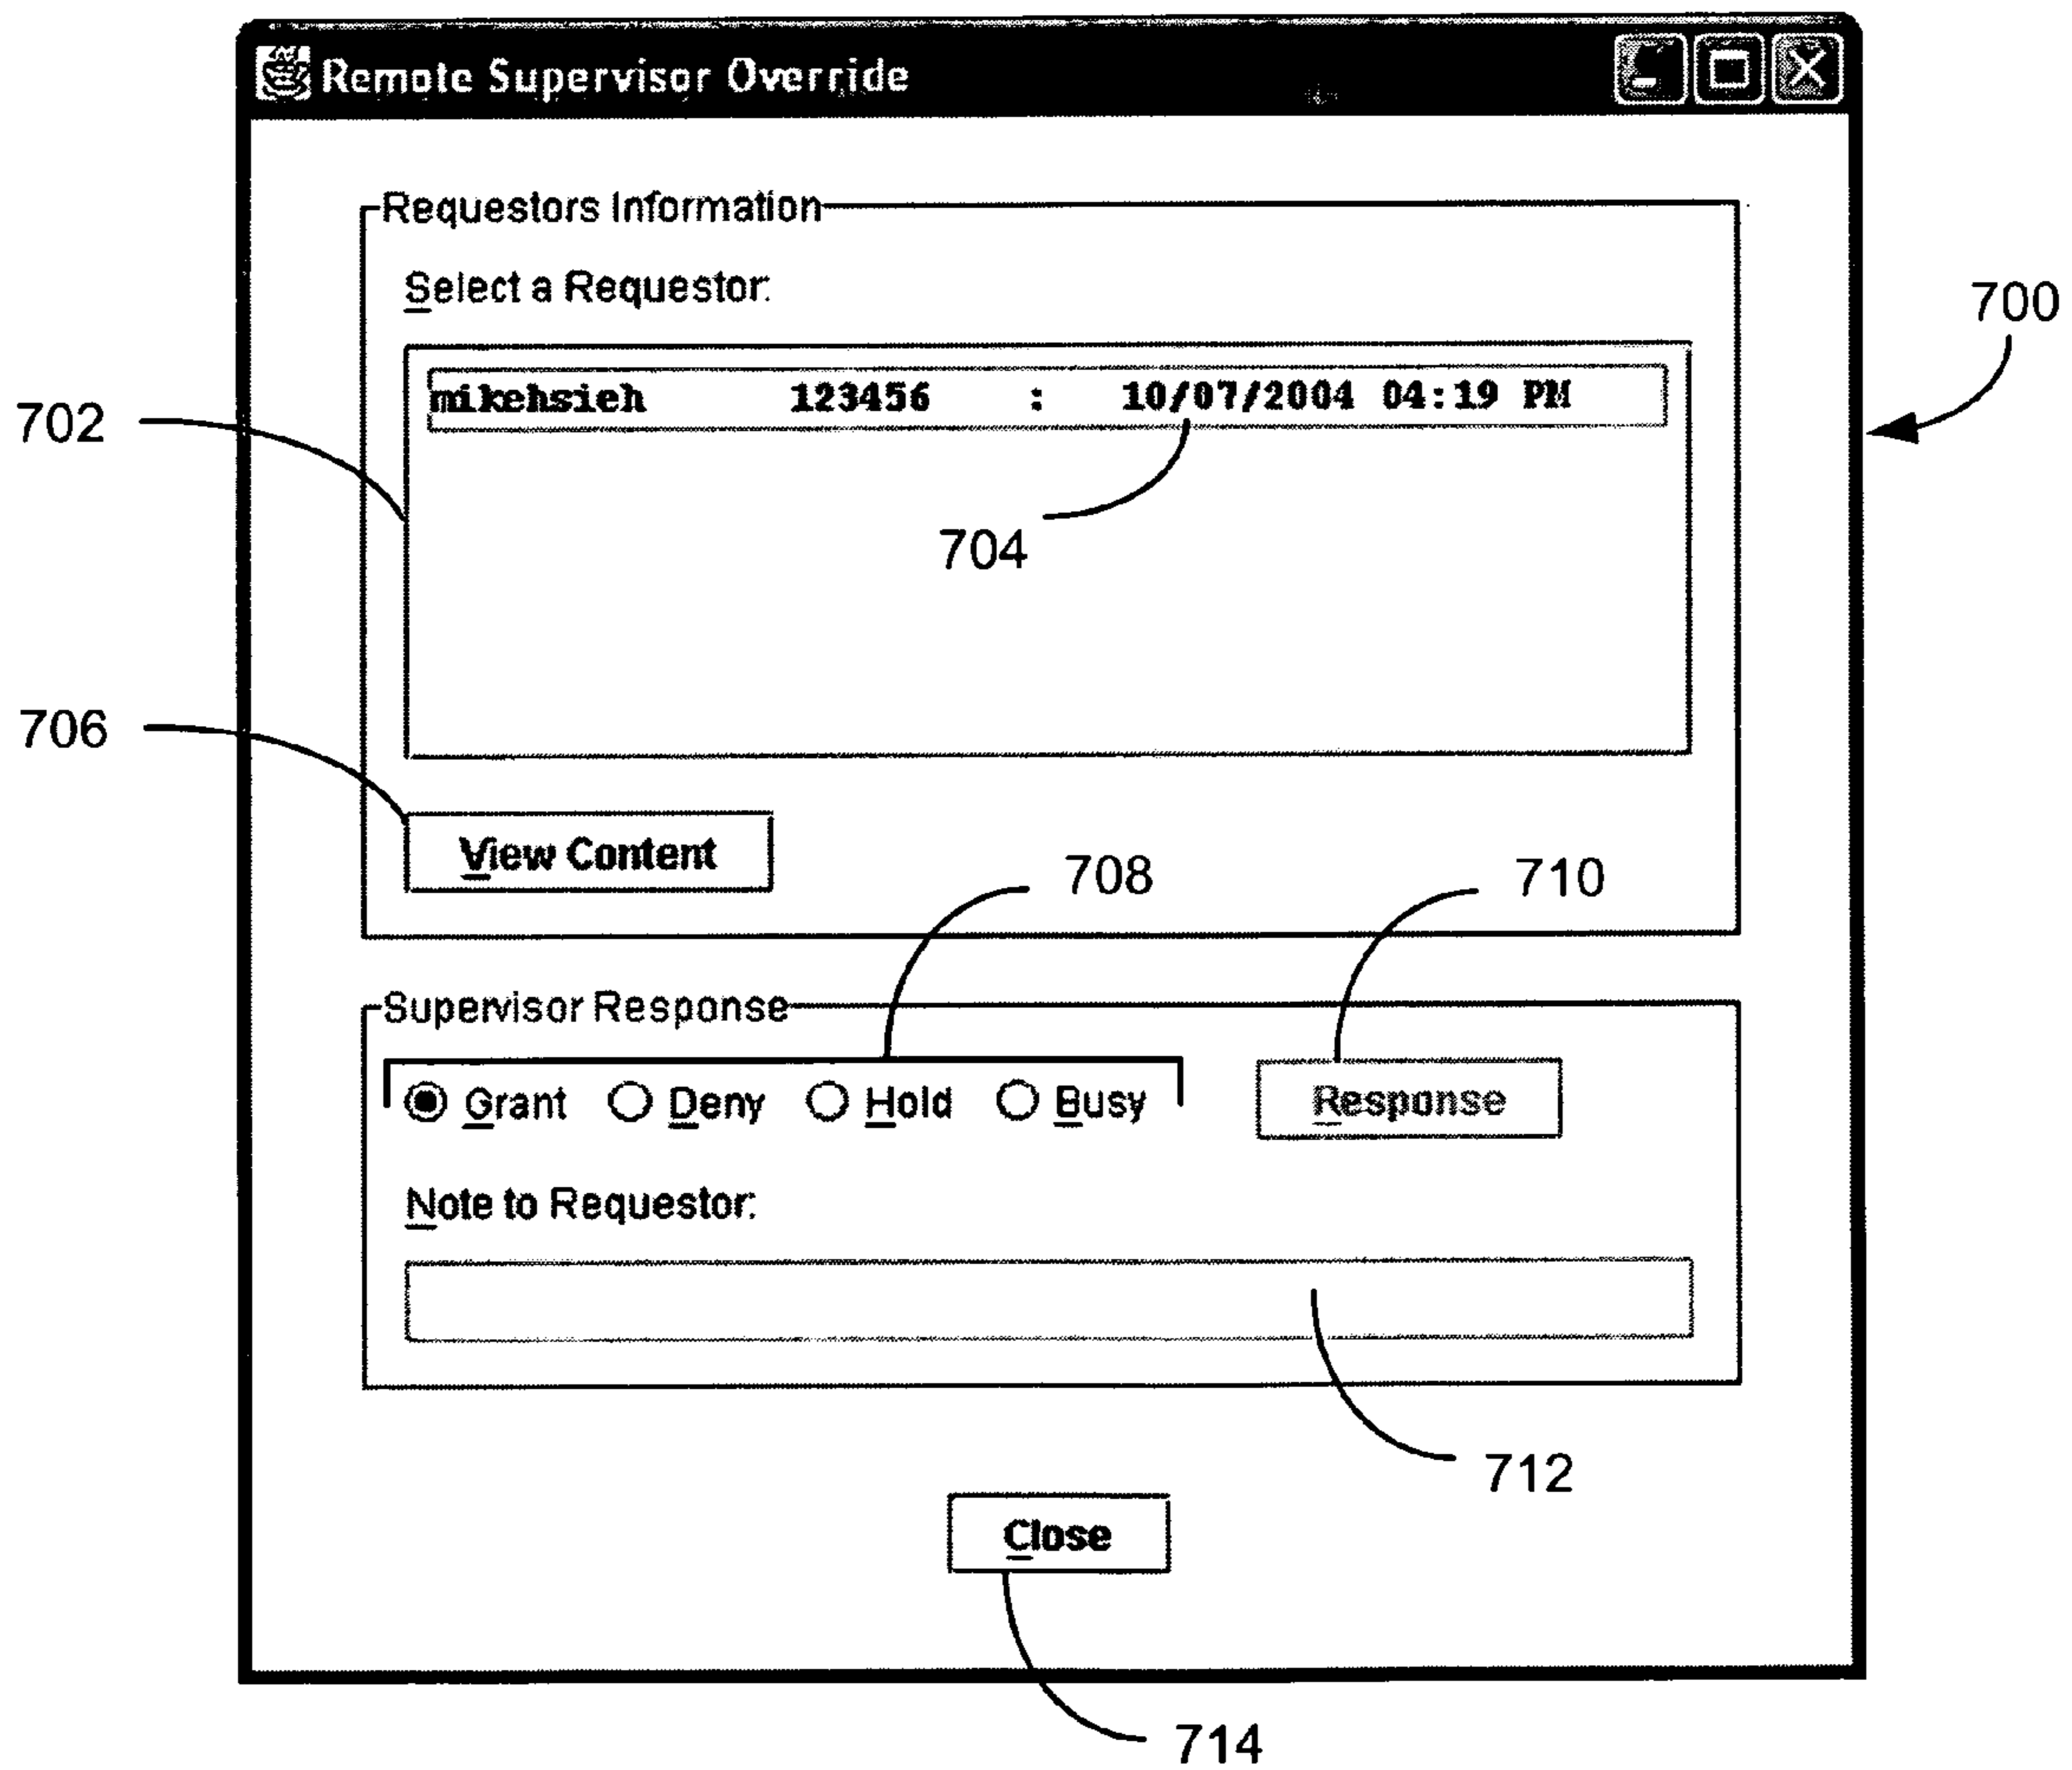 Remote Supervisor Override
Requestors Information
Select a Requestor:
700
mikehsieh 123456 : 10/07/2004 04:19 PM
702
704
706
View Content
708
710
Supervisor Response
Grant Deny Hold Busy Response
Note to Requestor:
712
Close
714